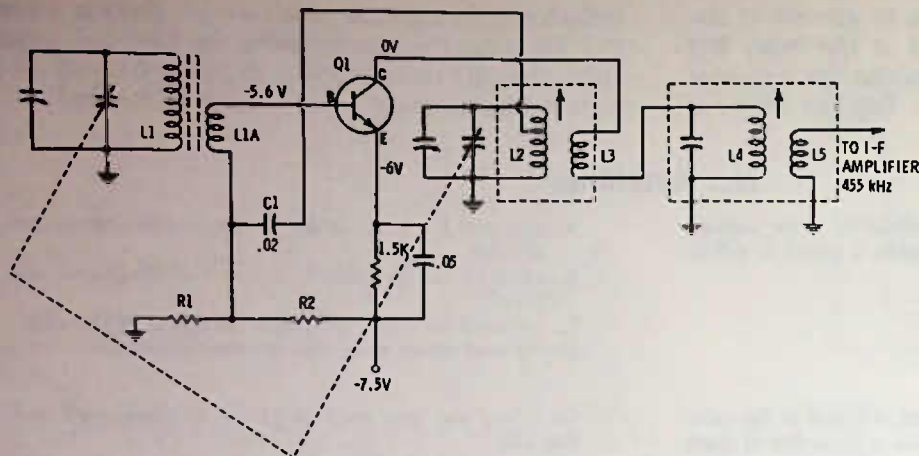 Q1
0V
C
-5.6 V
B
E
-6V
L1
L1A
L2
L3
L4
L5
TO I-F
AMPLIFIER
455 kHz
C1
.02
1.5K
.05
R1
R2
-7.5V